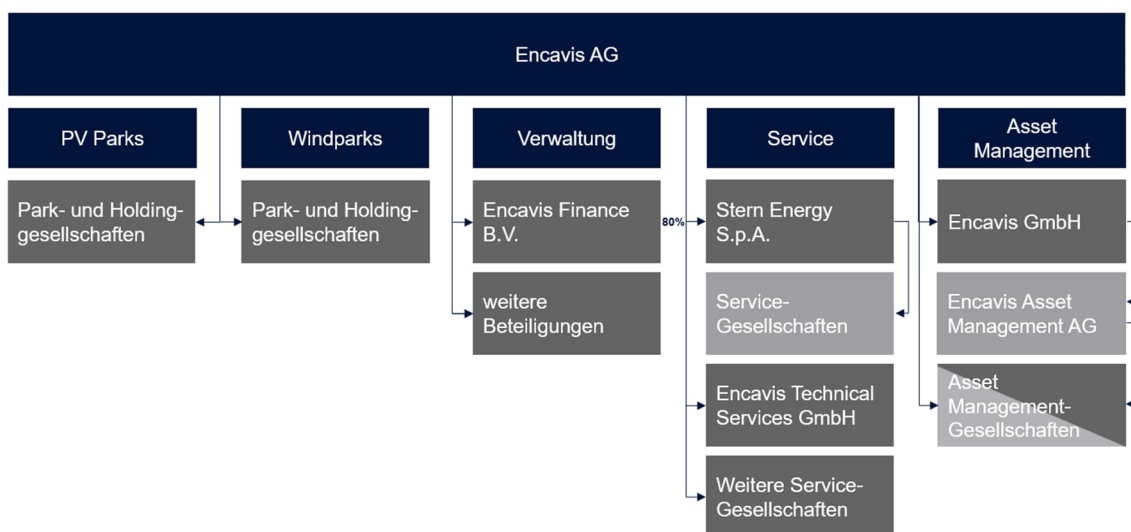 Encavis AG
PV Parks
Windparks
Verwaltung
Service
Asset
Management
Park- und Holding-
gesellschaften
Park- und Holding-
gesellschaften
Encavis Finance
B.V.
80%
Stern Energy
S.p.A.
Encavis GmbH
weitere
Beteiligungen
Service-
Gesellschaften
Encavis Asset
Management AG
Encavis Technical
Services GmbH
Asset
Management-
Gesellschaften
Weitere Service-
Gesellschaften